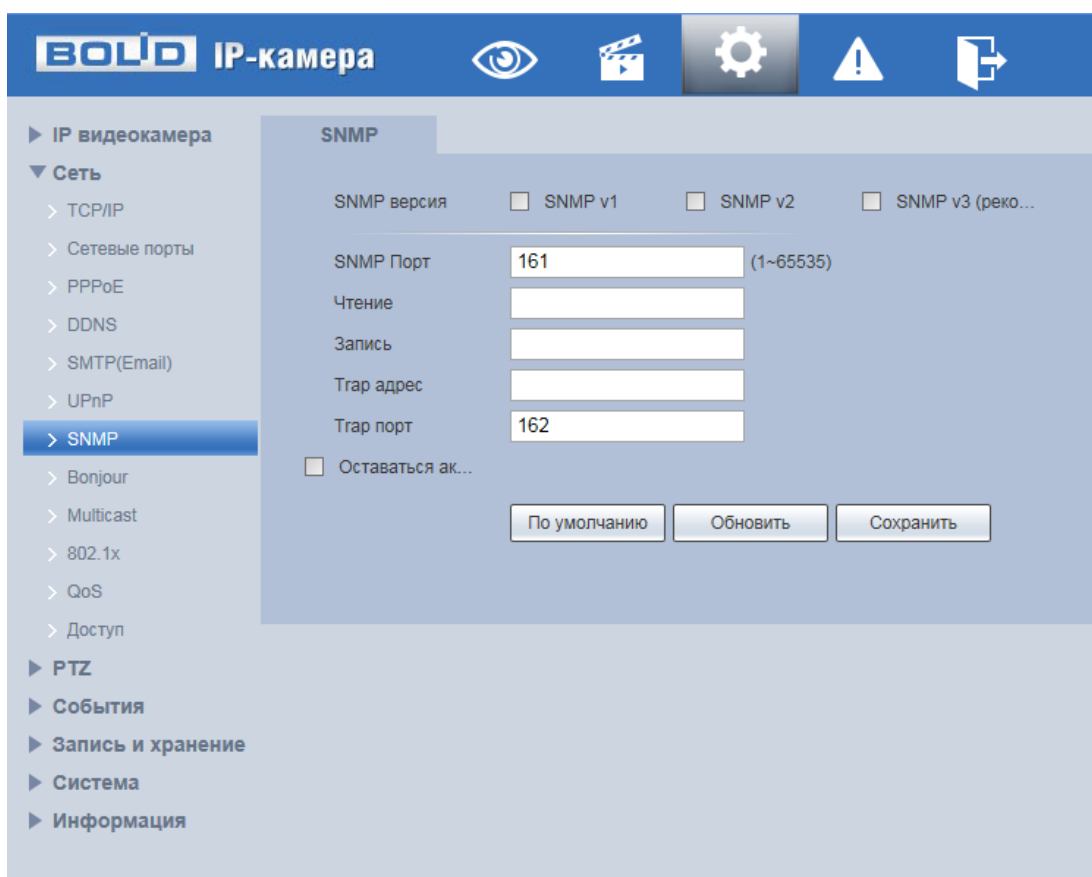 BOLID IP-камера
IP видеокамера
Сеть
TCP/IP
Сетевые порты
PPPoE
DDNS
SMTP(Email)
UPnP
SNMP
Bonjour
Multicast
802.1x
QoS
Доступ
PTZ
События
Запись и хранение
Система
Информация
SNMP
SNMP версия SNMP v1 SNMP v2 SNMP v3 (реко...
SNMP Порт 161 (1~65535)
Чтение
Запись
Trap адрес
Trap порт 162
Оставаться ак...
По умолчанию Обновить Сохранить